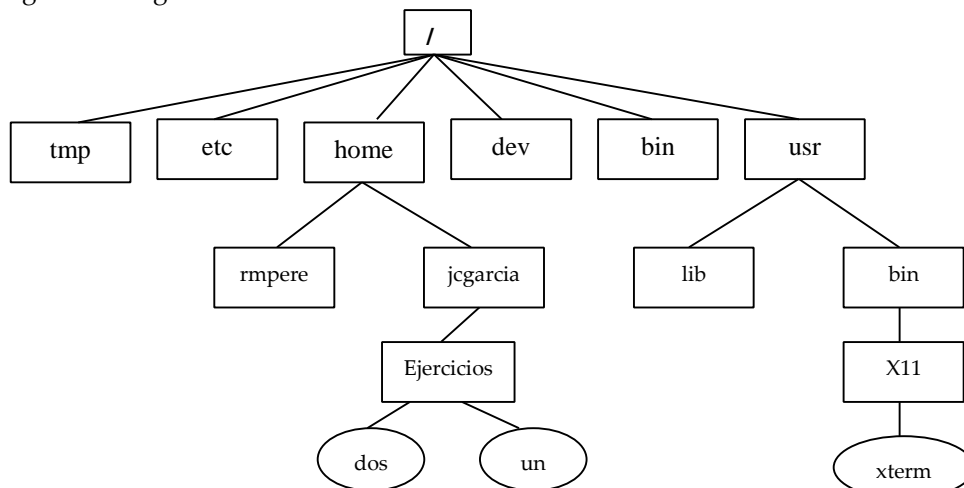 /
tmp etc home dev bin usr
rmpere jcgarcia lib bin
Ejercicios X11
dos un xterm